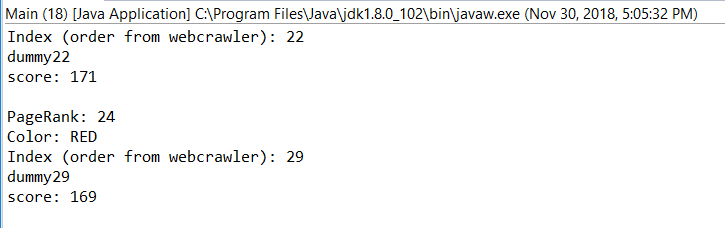 Main (18) [Java Application] C:\Program Files\Java\jdk1.8.0_102\bin\javaw.exe (Nov 30, 2018, 5:05:32 PM)
Index (order from webcrawler): 22
dummy22
score: 171
PageRank: 24
Color: RED
Index (order from webcrawler): 29
dummy29
score: 169